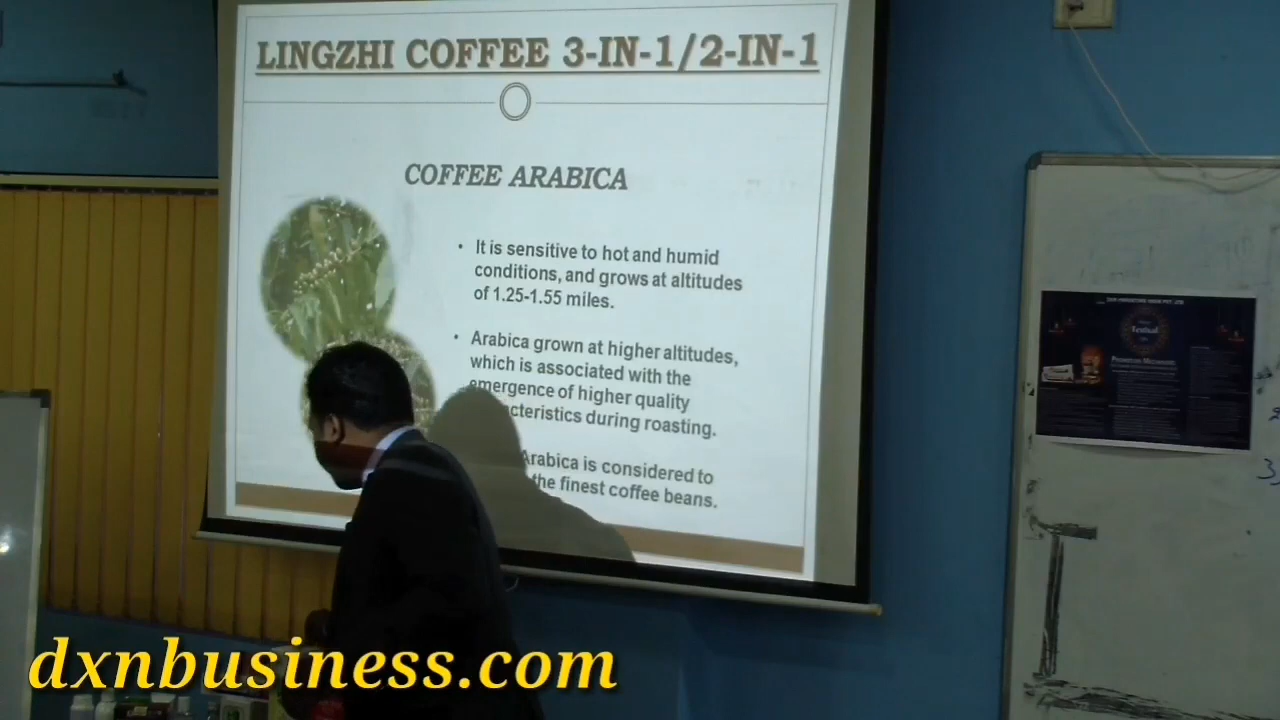 LINGZHI COFFEE 3-IN-1/2-IN-1
COFFEE ARABICA
• It is sensitive to hot and humid
conditions, and grows at altitudes
of 1.25-1.55 miles.
• Arabica grown at higher altitudes,
which is associated with the
emergence of higher quality
cteristics during roasting.
Arabica is considered to
the finest coffee beans.
Festival
dxnbusiness.com